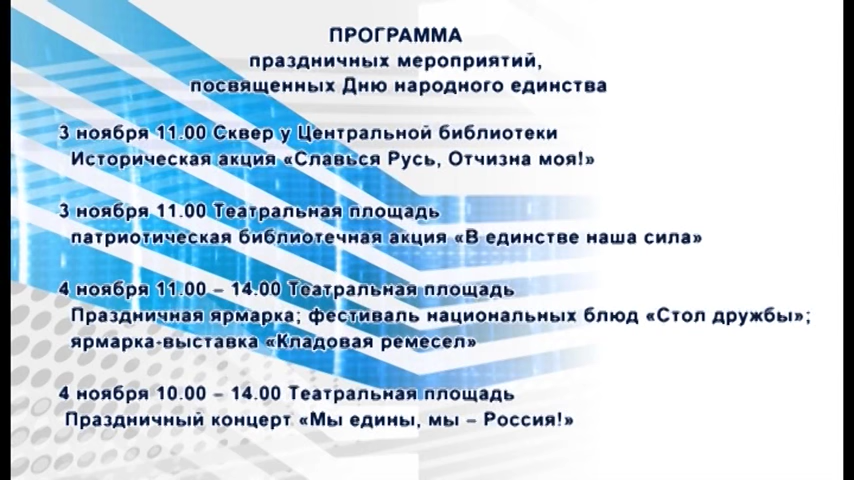 ПРОГРАММА
праздничных мероприятий,
посвященных Дню народного единства
3 ноября 11.00 Сквер у Центральной библиотеки
Историческая акция «Славься Русь, Отчизна моя!»
3 ноября 11.00 Театральная площадь
патриотическая библиотечная акция «В единстве наша сила»
4 ноября 11.00 – 14.00 Театральная площадь
Праздничная ярмарка; фестиваль национальных блюд «Стол дружбы»;
ярмарка-выставка «Кладовая ремесел»
4 ноября 10.00 – 14.00 Театральная площадь
Праздничный концерт «Мы едины, мы – Россия!»